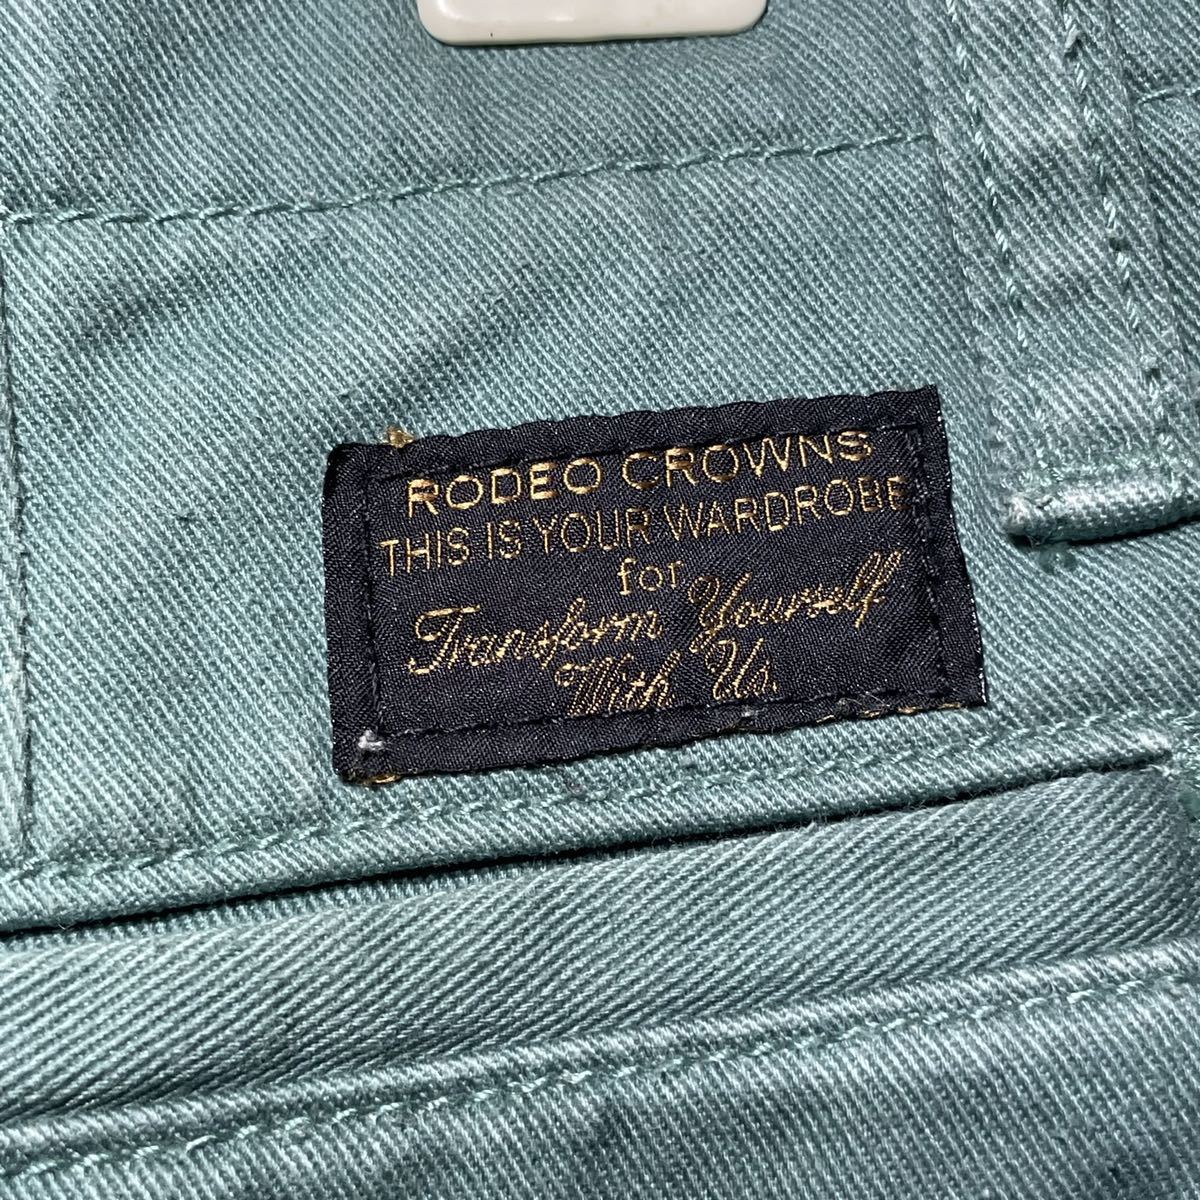 RODEO CROWNS
THIS IS YOUR WARDROBE
for
Transform Yourself
With Us.